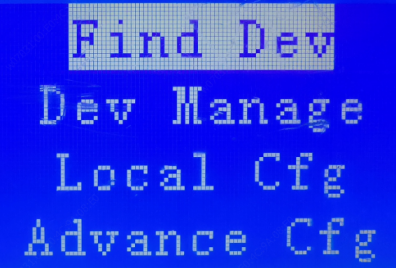 Find Dev
Dev Manage
Local Cfg
Advance Cfg